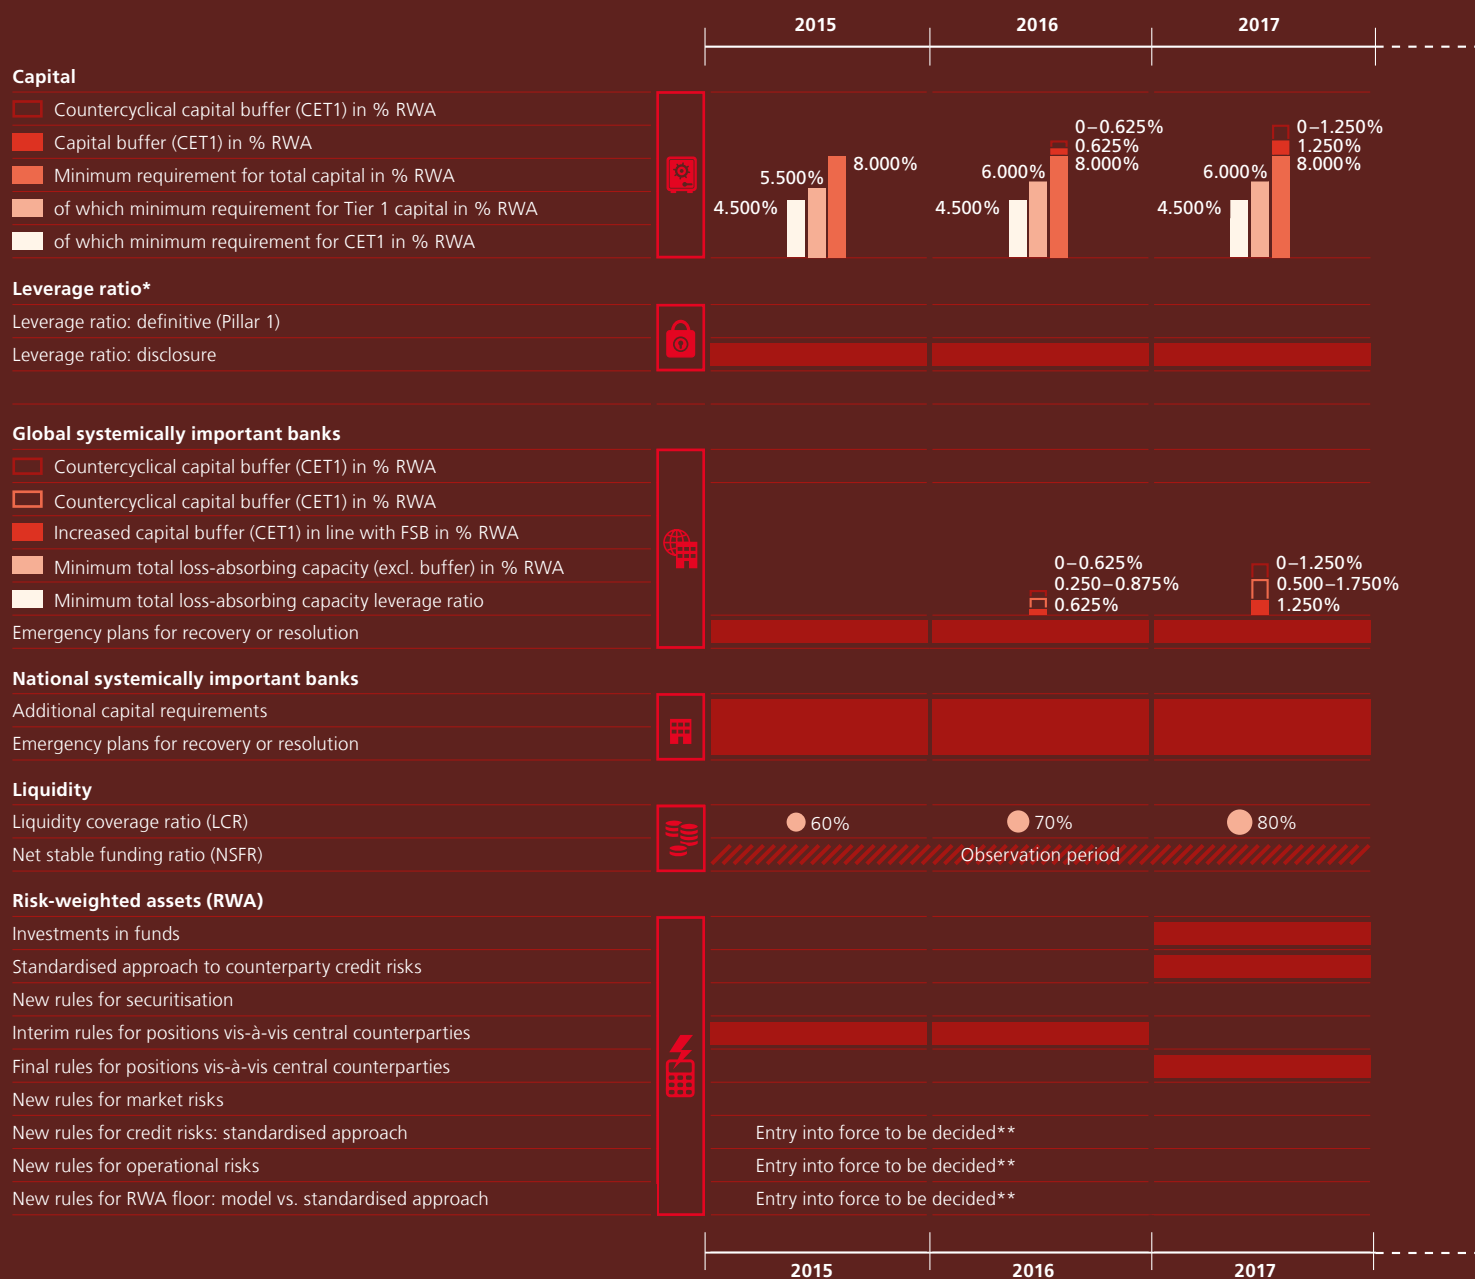 2015 2016 2017
Capital
Countercyclical capital buffer (CET1) in % RWA
Capital buffer (CET1) in % RWA
Minimum requirement for total capital in % RWA
of which minimum requirement for Tier 1 capital in % RWA
of which minimum requirement for CET1 in % RWA
4.500% 5.500% 8.000%
4.500% 6.000% 0–0.625%
0.625%
8.000%
4.500% 6.000% 0–1.250%
1.250%
8.000%
Leverage ratio*
Leverage ratio: definitive (Pillar 1)
Leverage ratio: disclosure
Global systemically important banks
Countercyclical capital buffer (CET1) in % RWA
Countercyclical capital buffer (CET1) in % RWA
Increased capital buffer (CET1) in line with FSB in % RWA
Minimum total loss-absorbing capacity (excl. buffer) in % RWA
Minimum total loss-absorbing capacity leverage ratio
0–0.625%
0.250–0.875%
0.625%
0–1.250%
0.500–1.750%
1.250%
Emergency plans for recovery or resolution
National systemically important banks
Additional capital requirements
Emergency plans for recovery or resolution
Liquidity
Liquidity coverage ratio (LCR) 60% 70% 80%
Net stable funding ratio (NSFR) Observation period
Risk-weighted assets (RWA)
Investments in funds
Standardised approach to counterparty credit risks
New rules for securitisation
Interim rules for positions vis-à-vis central counterparties
Final rules for positions vis-à-vis central counterparties
New rules for market risks
New rules for credit risks: standardised approach Entry into force to be decided**
New rules for operational risks Entry into force to be decided**
New rules for RWA floor: model vs. standardised approach Entry into force to be decided**
2015 2016 2017